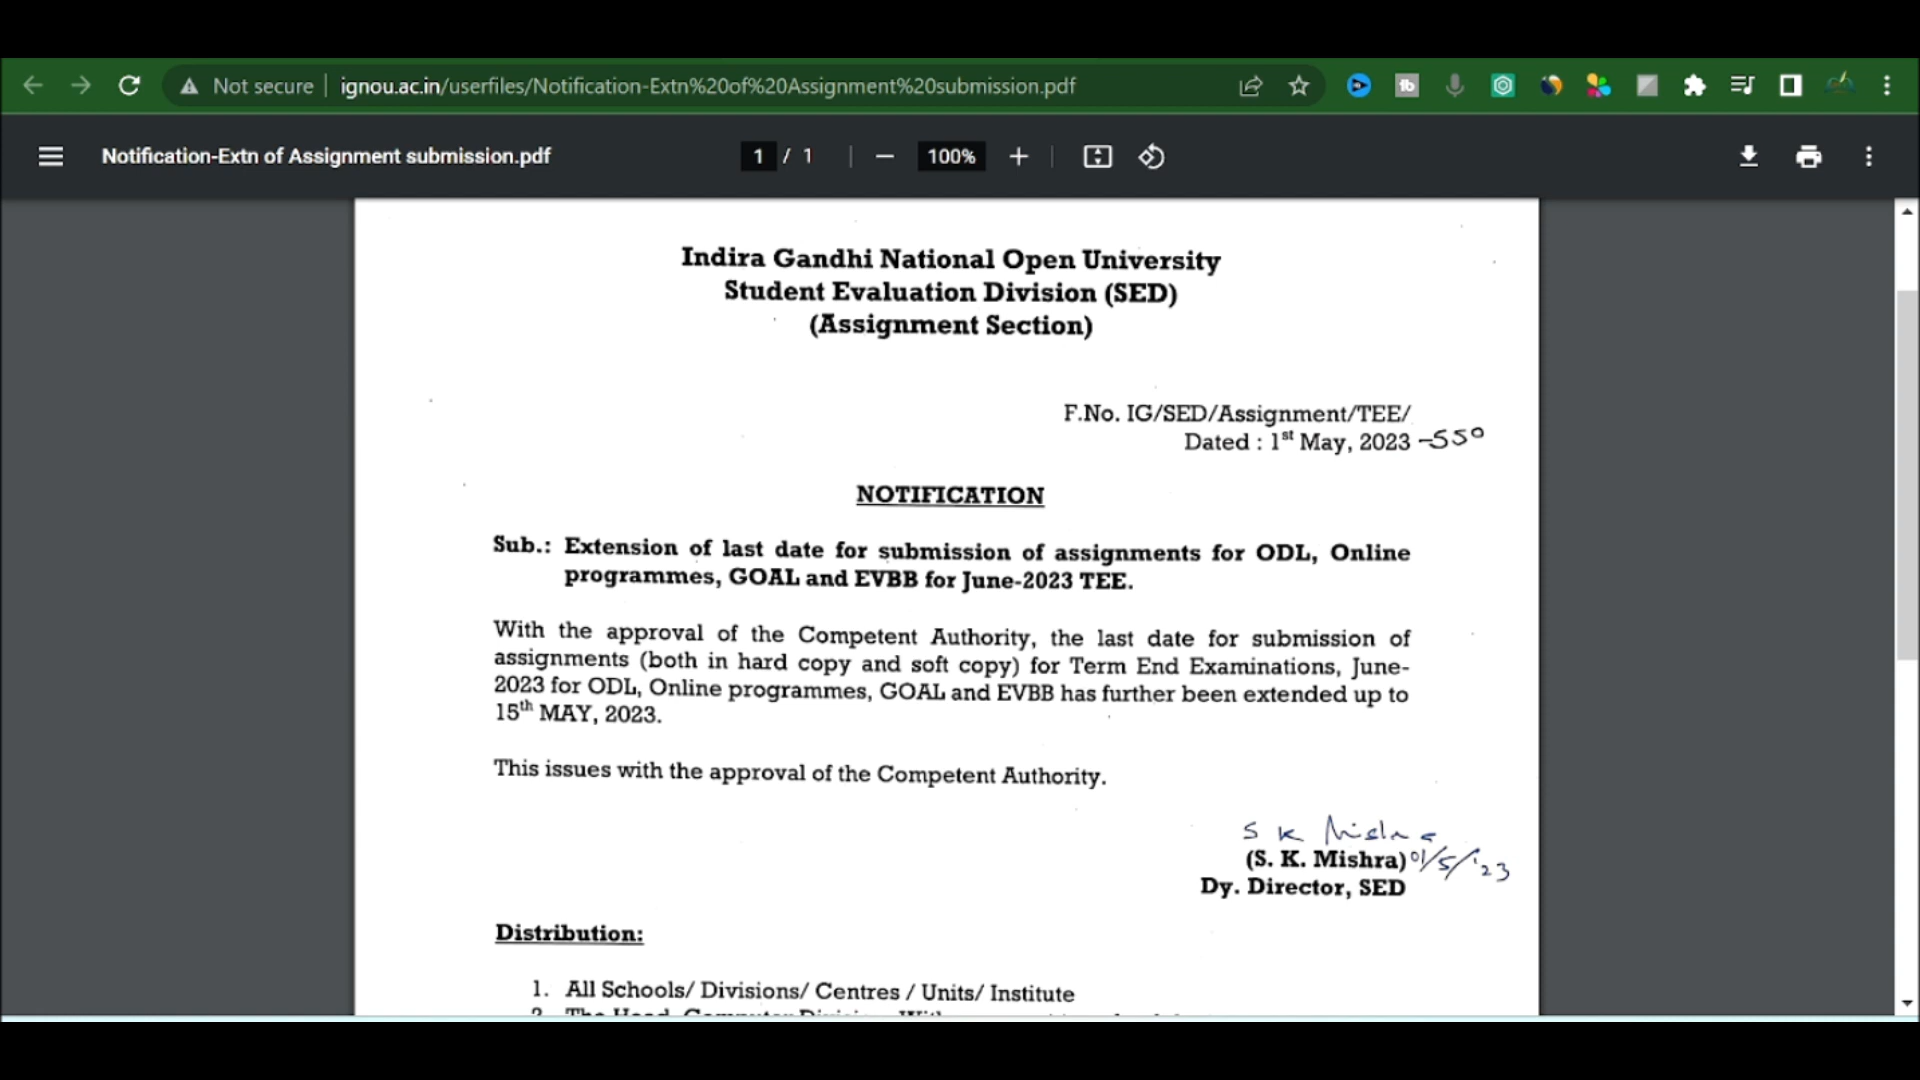 Not secure | ignou.ac.in/userfiles/Notification-Extn%20of%20Assignment%20submission.pdf
Notification-Extn of Assignment submission.pdf
1 / 1
100%
Indira Gandhi National Open University
Student Evaluation Division (SED)
(Assignment Section)
F.No. IG/SED/Assignment/TEE/
Dated : 1st May, 2023 -550
NOTIFICATION
Sub.: Extension of last date for submission of assignments for ODL, Online
programmes, GOAL and EVBB for June-2023 TEE.
With the approval of the Competent Authority, the last date for submission of
assignments (both in hard copy and soft copy) for Term End Examinations, June-
2023 for ODL, Online programmes, GOAL and EVBB has further been extended up to
15th MAY, 2023.
This issues with the approval of the Competent Authority.
S K Mishra
(S. K. Mishra) 01/5/'23
Dy. Director, SED
Distribution:
1. All Schools/ Divisions/ Centres / Units/ Institute